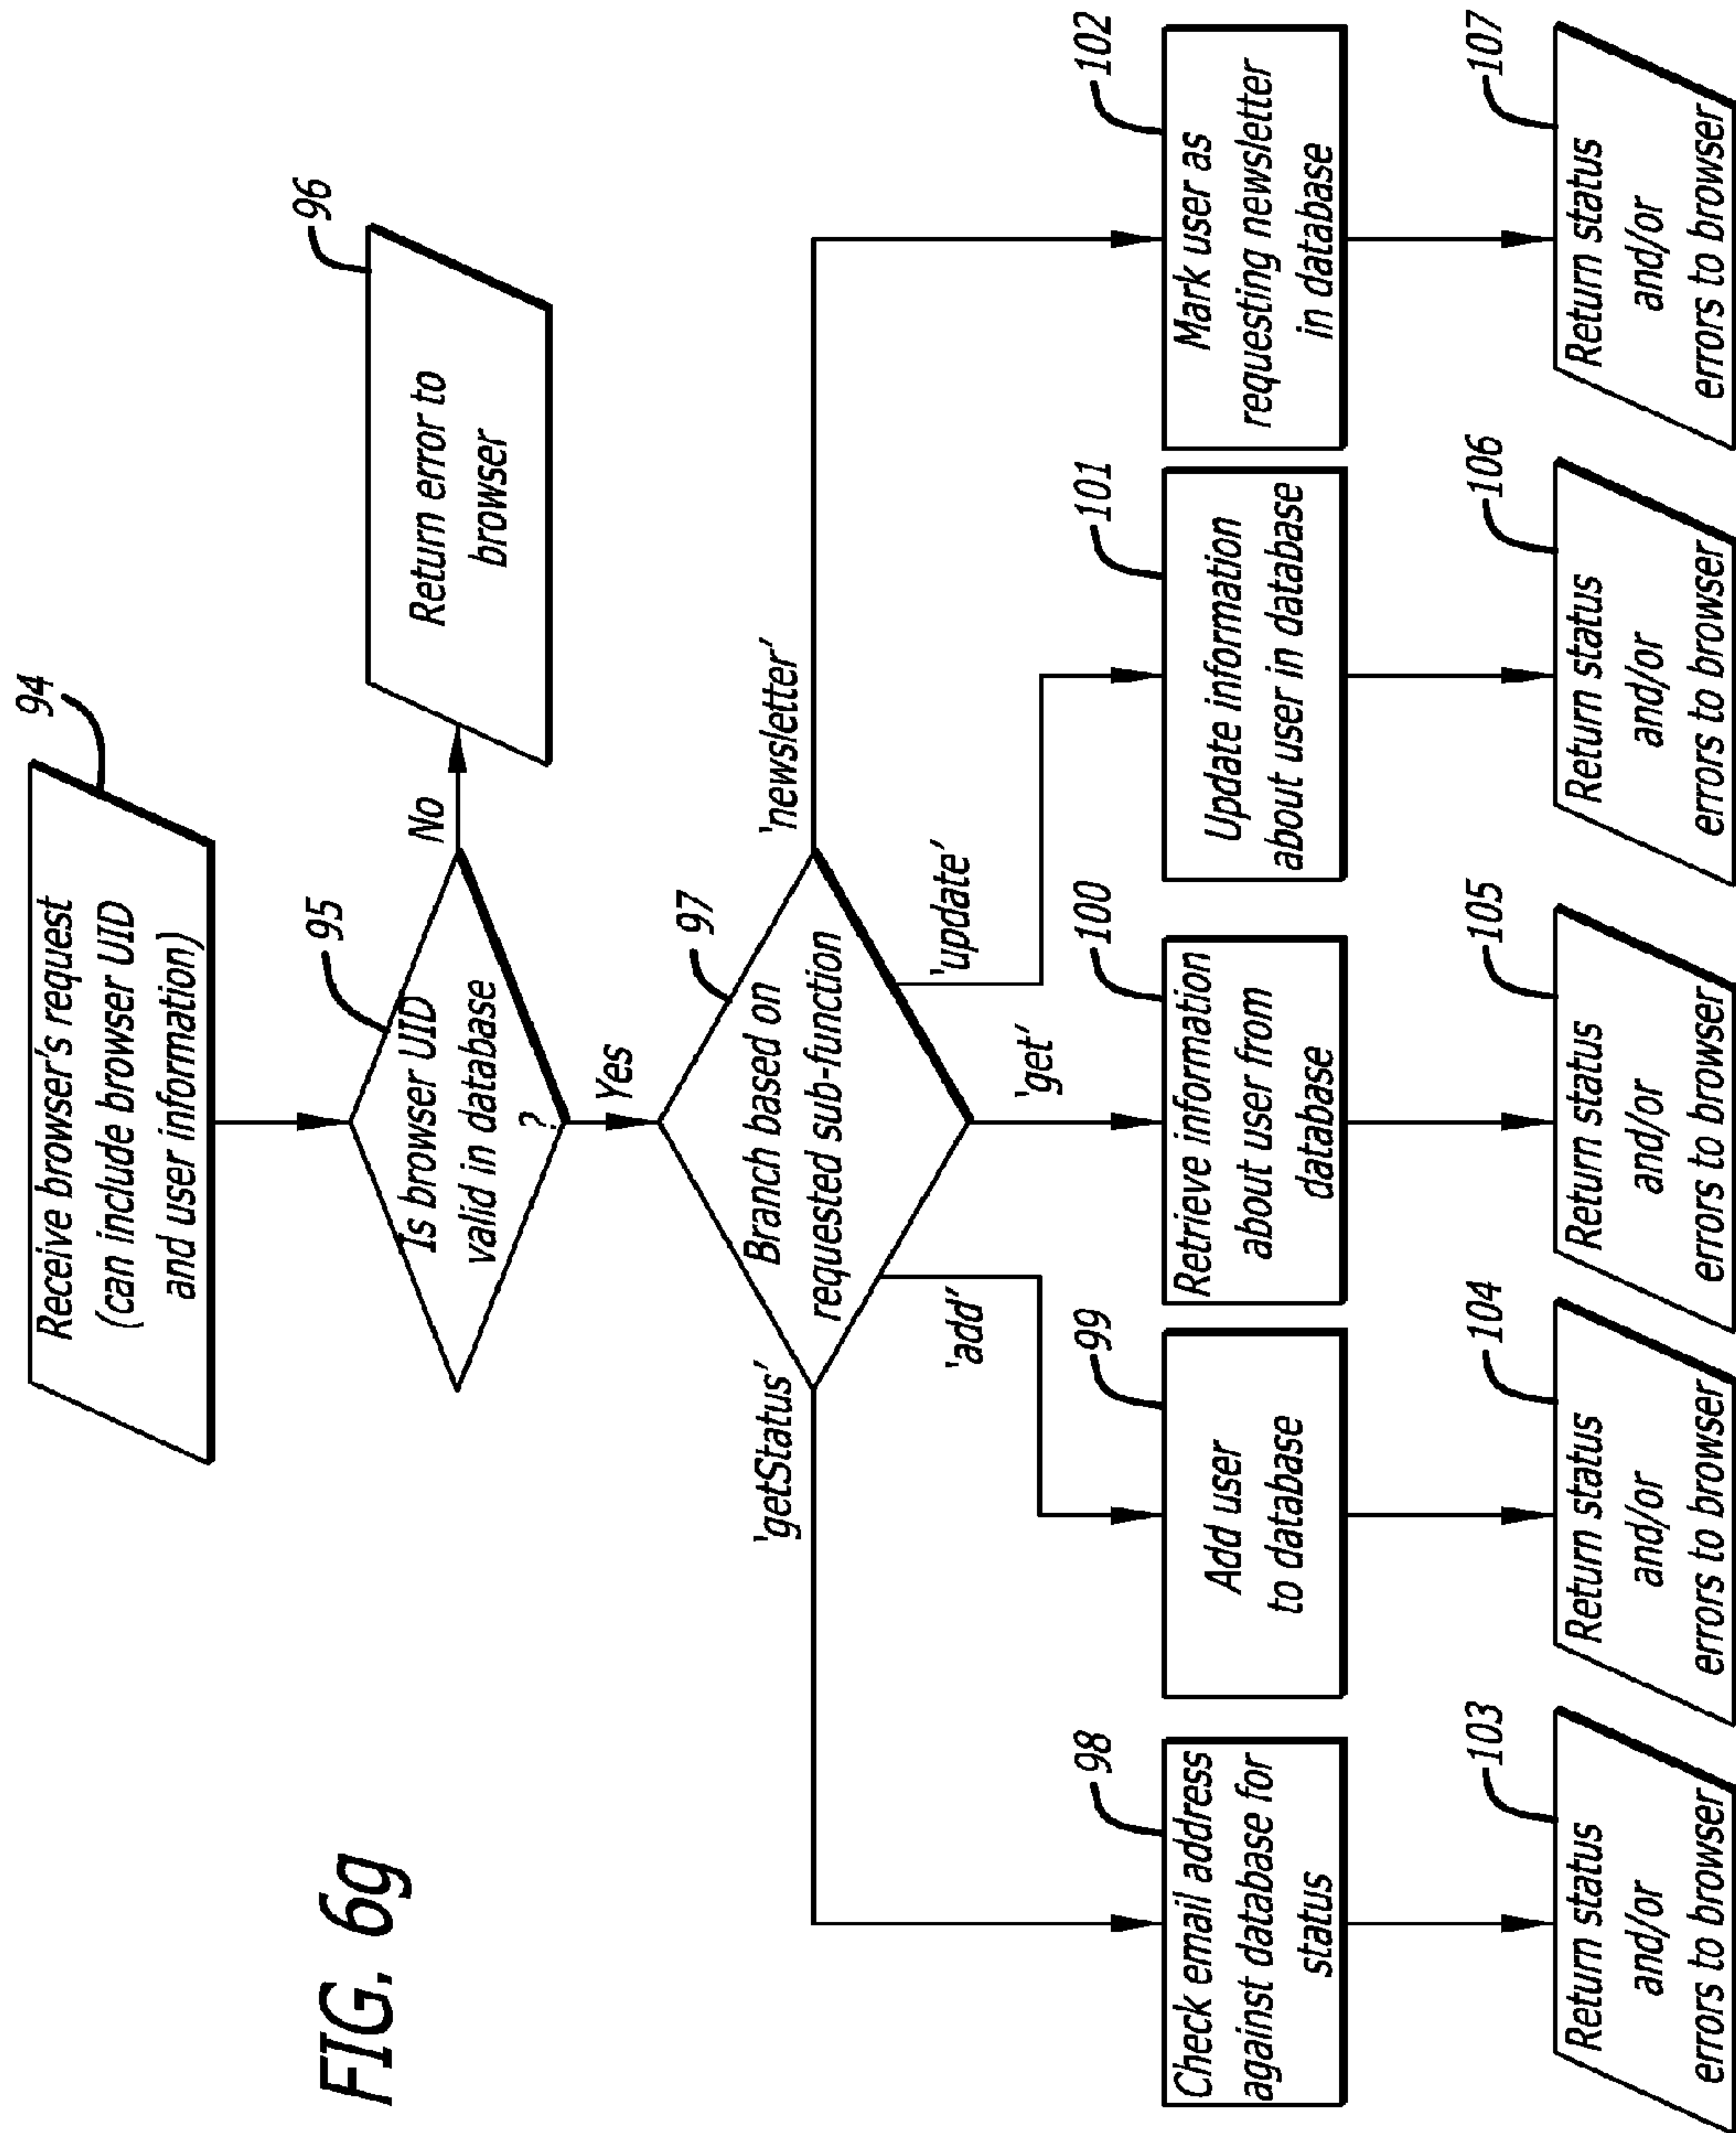 FIG. 6g
Receive browser's request
(can include browser UID
and user information)
94
Is browser UID
valid in database
?
95
No
Return error to
browser
96
Yes
Branch based on
requested sub-function
97
'getStatus'
'add'
'get'
'update'
'newsletter'
Check email address
against database for
status
98
Add user
to database
99
Retrieve information
about user from
database
100
Update information
about user in database
101
Mark user as
requesting newsletter
in database
102
Return status
and/or
errors to browser
103
Return status
and/or
errors to browser
104
Return status
and/or
errors to browser
105
Return status
and/or
errors to browser
106
Return status
and/or
errors to browser
107